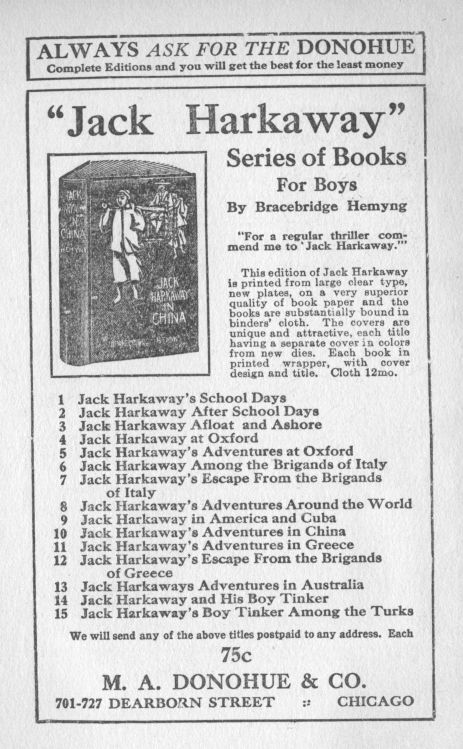 ALWAYS ASK FOR THE DONOHUE
Complete Editions and you will get the best for the least money
"Jack Harkaway"
Series of Books
For Boys
By Bracebridge Hemyng
"For a regular thriller com-
mend me to 'Jack Harkaway.'"
This edition of Jack Harkaway
is printed from large clear type,
new plates, on a very superior
quality of book paper and the
books are substantially bound in
binders' cloth. The covers are
unique and attractive, each title
having a separate cover in colors
from new dies. Each book in
printed wrapper, with cover
design and title. Cloth 12mo.
JACK
HARKAWAY
IN
CHINA
1 Jack Harkaway's School Days
2 Jack Harkaway After School Days
3 Jack Harkaway Afloat and Ashore
4 Jack Harkaway at Oxford
5 Jack Harkaway's Adventures at Oxford
6 Jack Harkaway Among the Brigands of Italy
7 Jack Harkaway's Escape From the Brigands
of Italy
8 Jack Harkaway's Adventures Around the World
9 Jack Harkaway in America and Cuba
10 Jack Harkaway's Adventures in China
11 Jack Harkaway's Adventures in Greece
12 Jack Harkaway's Escape From the Brigands
of Greece
13 Jack Harkaways Adventures in Australia
14 Jack Harkaway and His Boy Tinker
15 Jack Harkaway's Boy Tinker Among the Turks
We will send any of the above titles postpaid to any address. Each
75c
M. A. DONOHUE & CO.
701-727 DEARBORN STREET :: CHICAGO